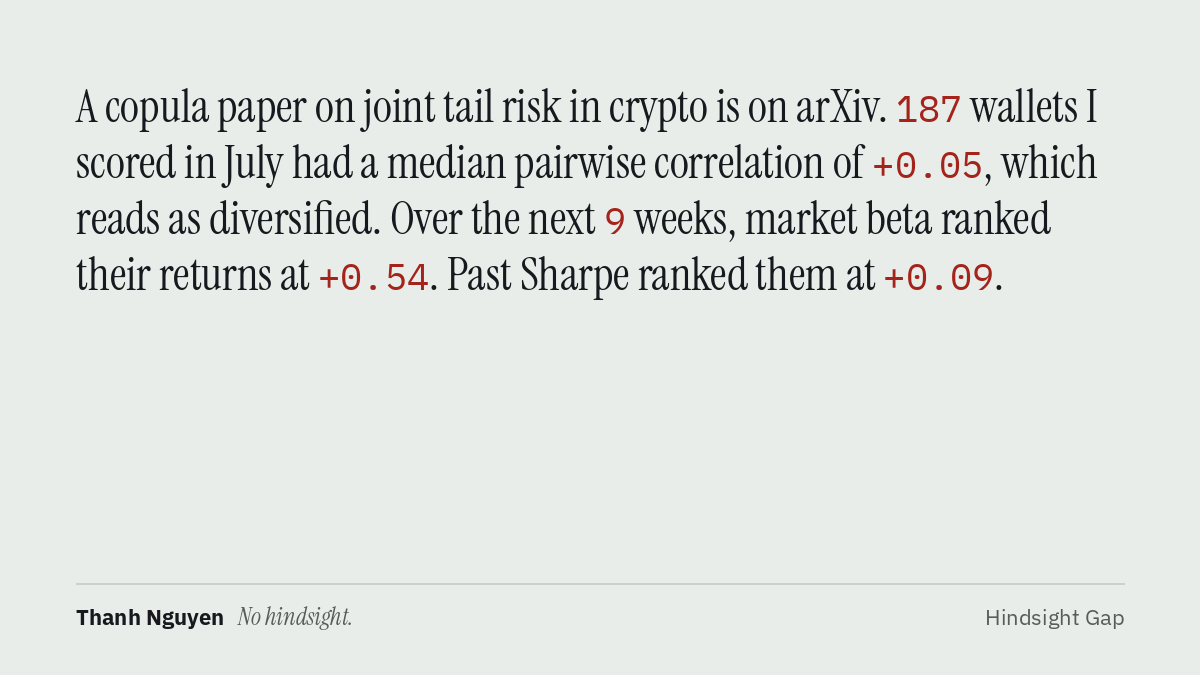 A copula paper on joint tail risk in crypto is on arXiv. 187 wallets I
scored in July had a median pairwise correlation of +0.05, which
reads as diversified. Over the next 9 weeks, market beta ranked
their returns at +0.54. Past Sharpe ranked them at +0.09.
Thanh Nguyen No hindsight.
Hindsight Gap